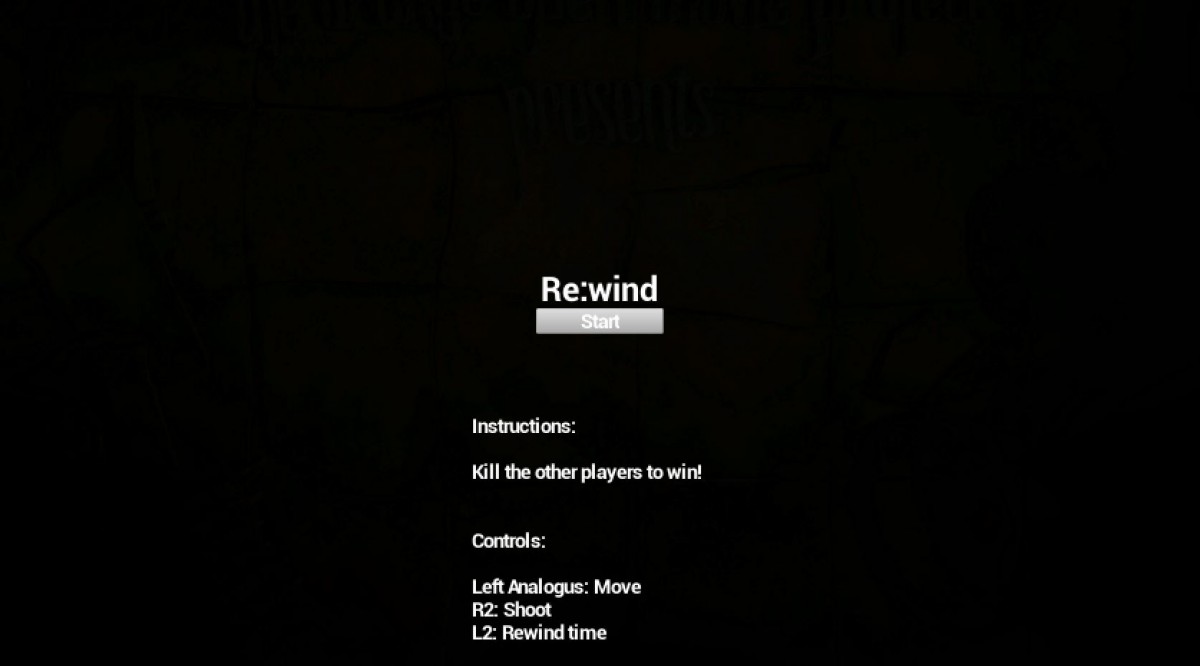 presents
Re:wind
Start
Instructions:
Kill the other players to win!
Controls:
Left Analogus: Move
R2: Shoot
L2: Rewind time